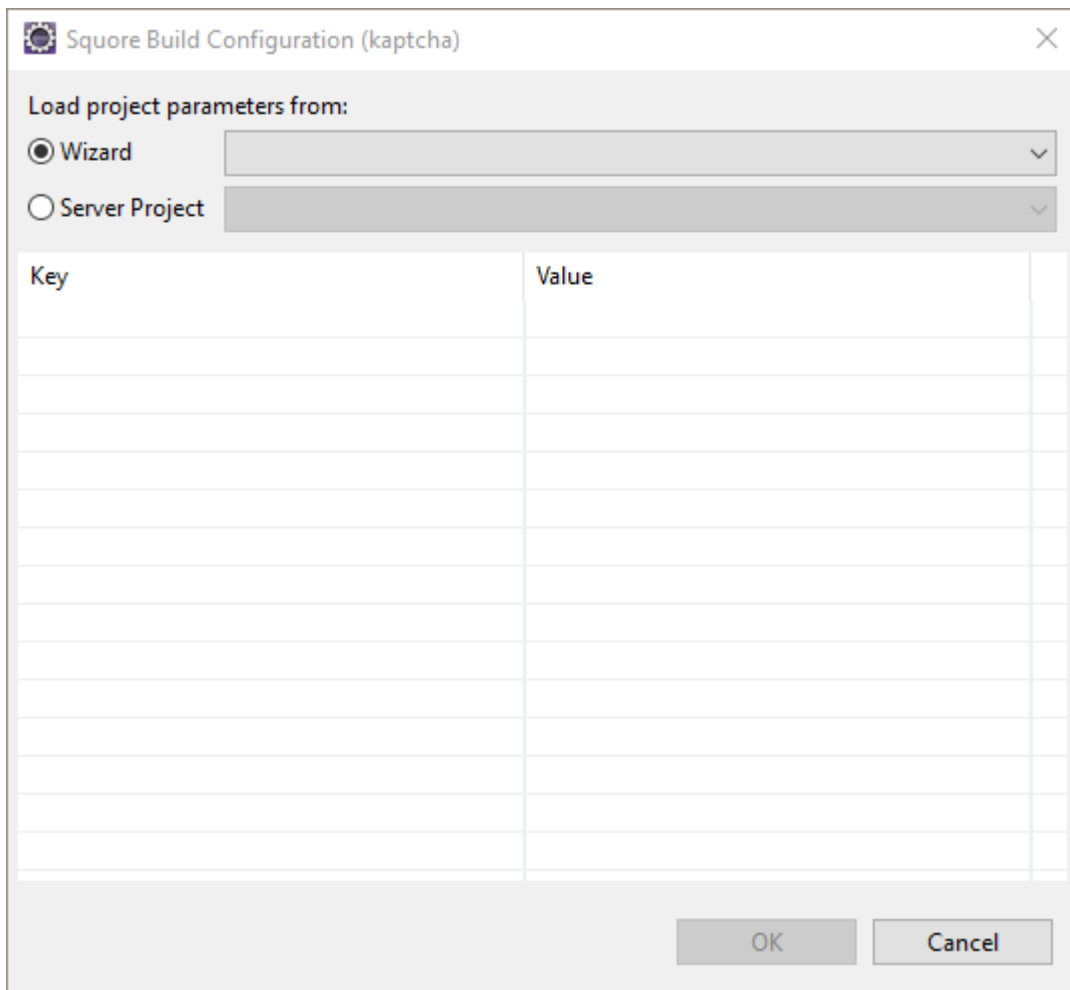 Squore Build Configuration (kaptcha)
Load project parameters from:
Wizard
Server Project
Key Value
OK Cancel